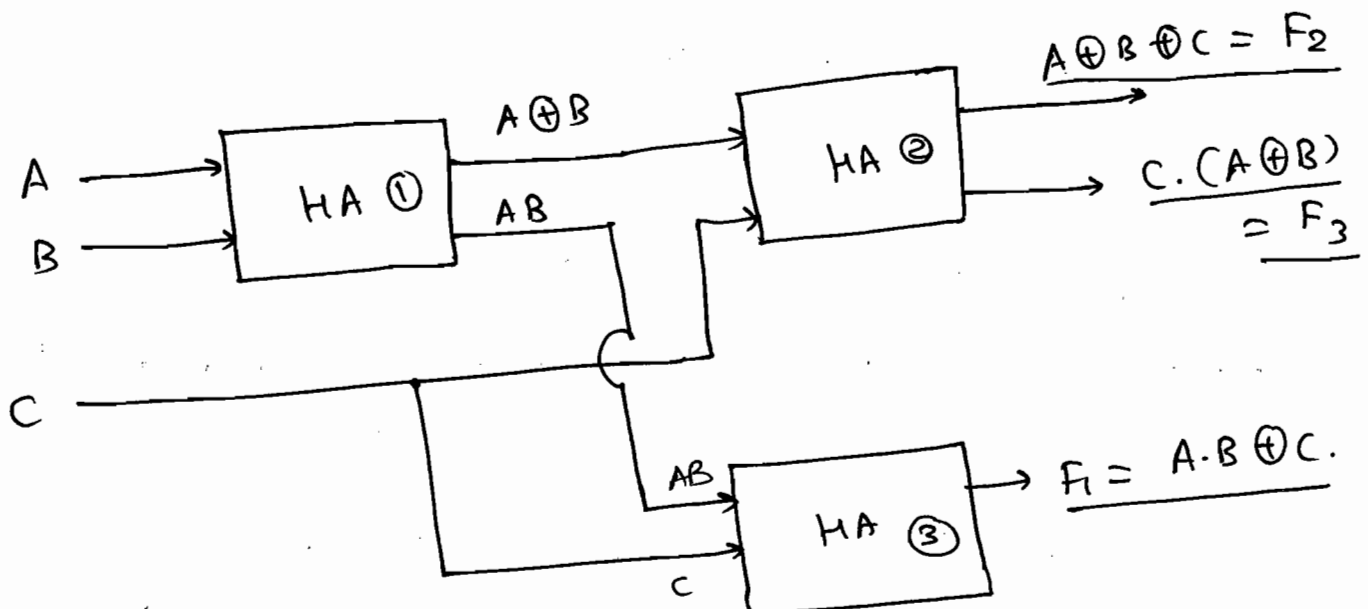 A ⊕ B ⊕ C = F2
A ⊕ B
A
HA ①
HA ②
C. (A ⊕ B)
= F3
AB
B
C
AB
F1 = A.B ⊕ C.
HA ③
C